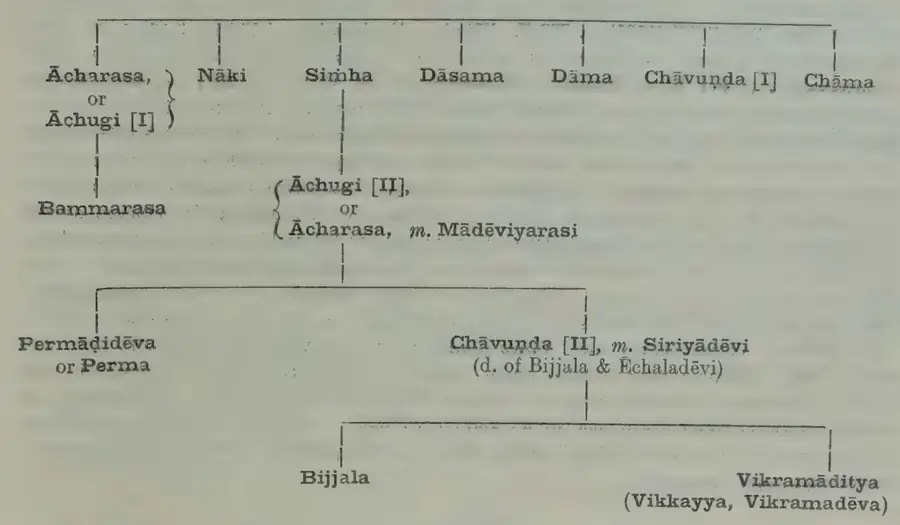 Ācharasa, Nāki Siṁha Dāsama Dāma Chāvuṇḍa [I] Chāma
or
Āchugi [I]
Bammarasa
Āchugi [II],
or
Ācharasa, m. Mādēviyarasi
Permāḍidēva
or Perma
Chāvuṇḍa [II], m. Siriyādēvi
(d. of Bijjala & Ēchaladēvi)
Bijjala
Vikramāditya
(Vikkayya, Vikramadēva)